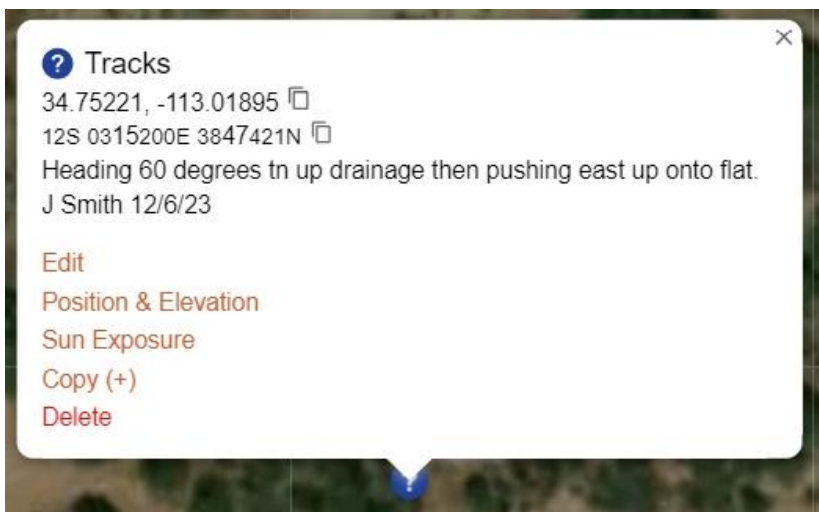 ? Tracks
34.75221, -113.01895
12S 0315200E 3847421N
Heading 60 degrees tn up drainage then pushing east up onto flat.
J Smith 12/6/23
Edit
Position & Elevation
Sun Exposure
Copy (+)
Delete
?